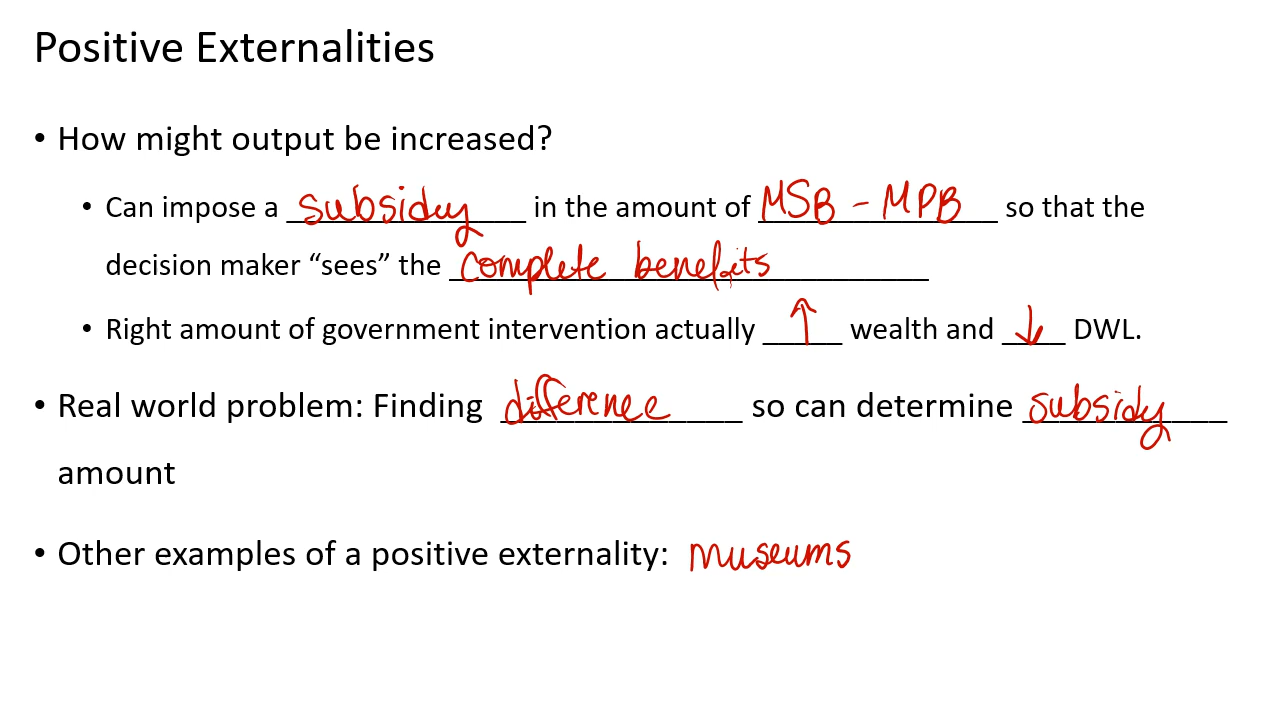 Positive Externalities
• How might output be increased?
• Can impose a subsidy in the amount of MSB - MPB so that the
decision maker “sees” the complete benefits
• Right amount of government intervention actually ↑ wealth and ↓ DWL.
• Real world problem: Finding difference so can determine subsidy
amount
• Other examples of a positive externality: museums